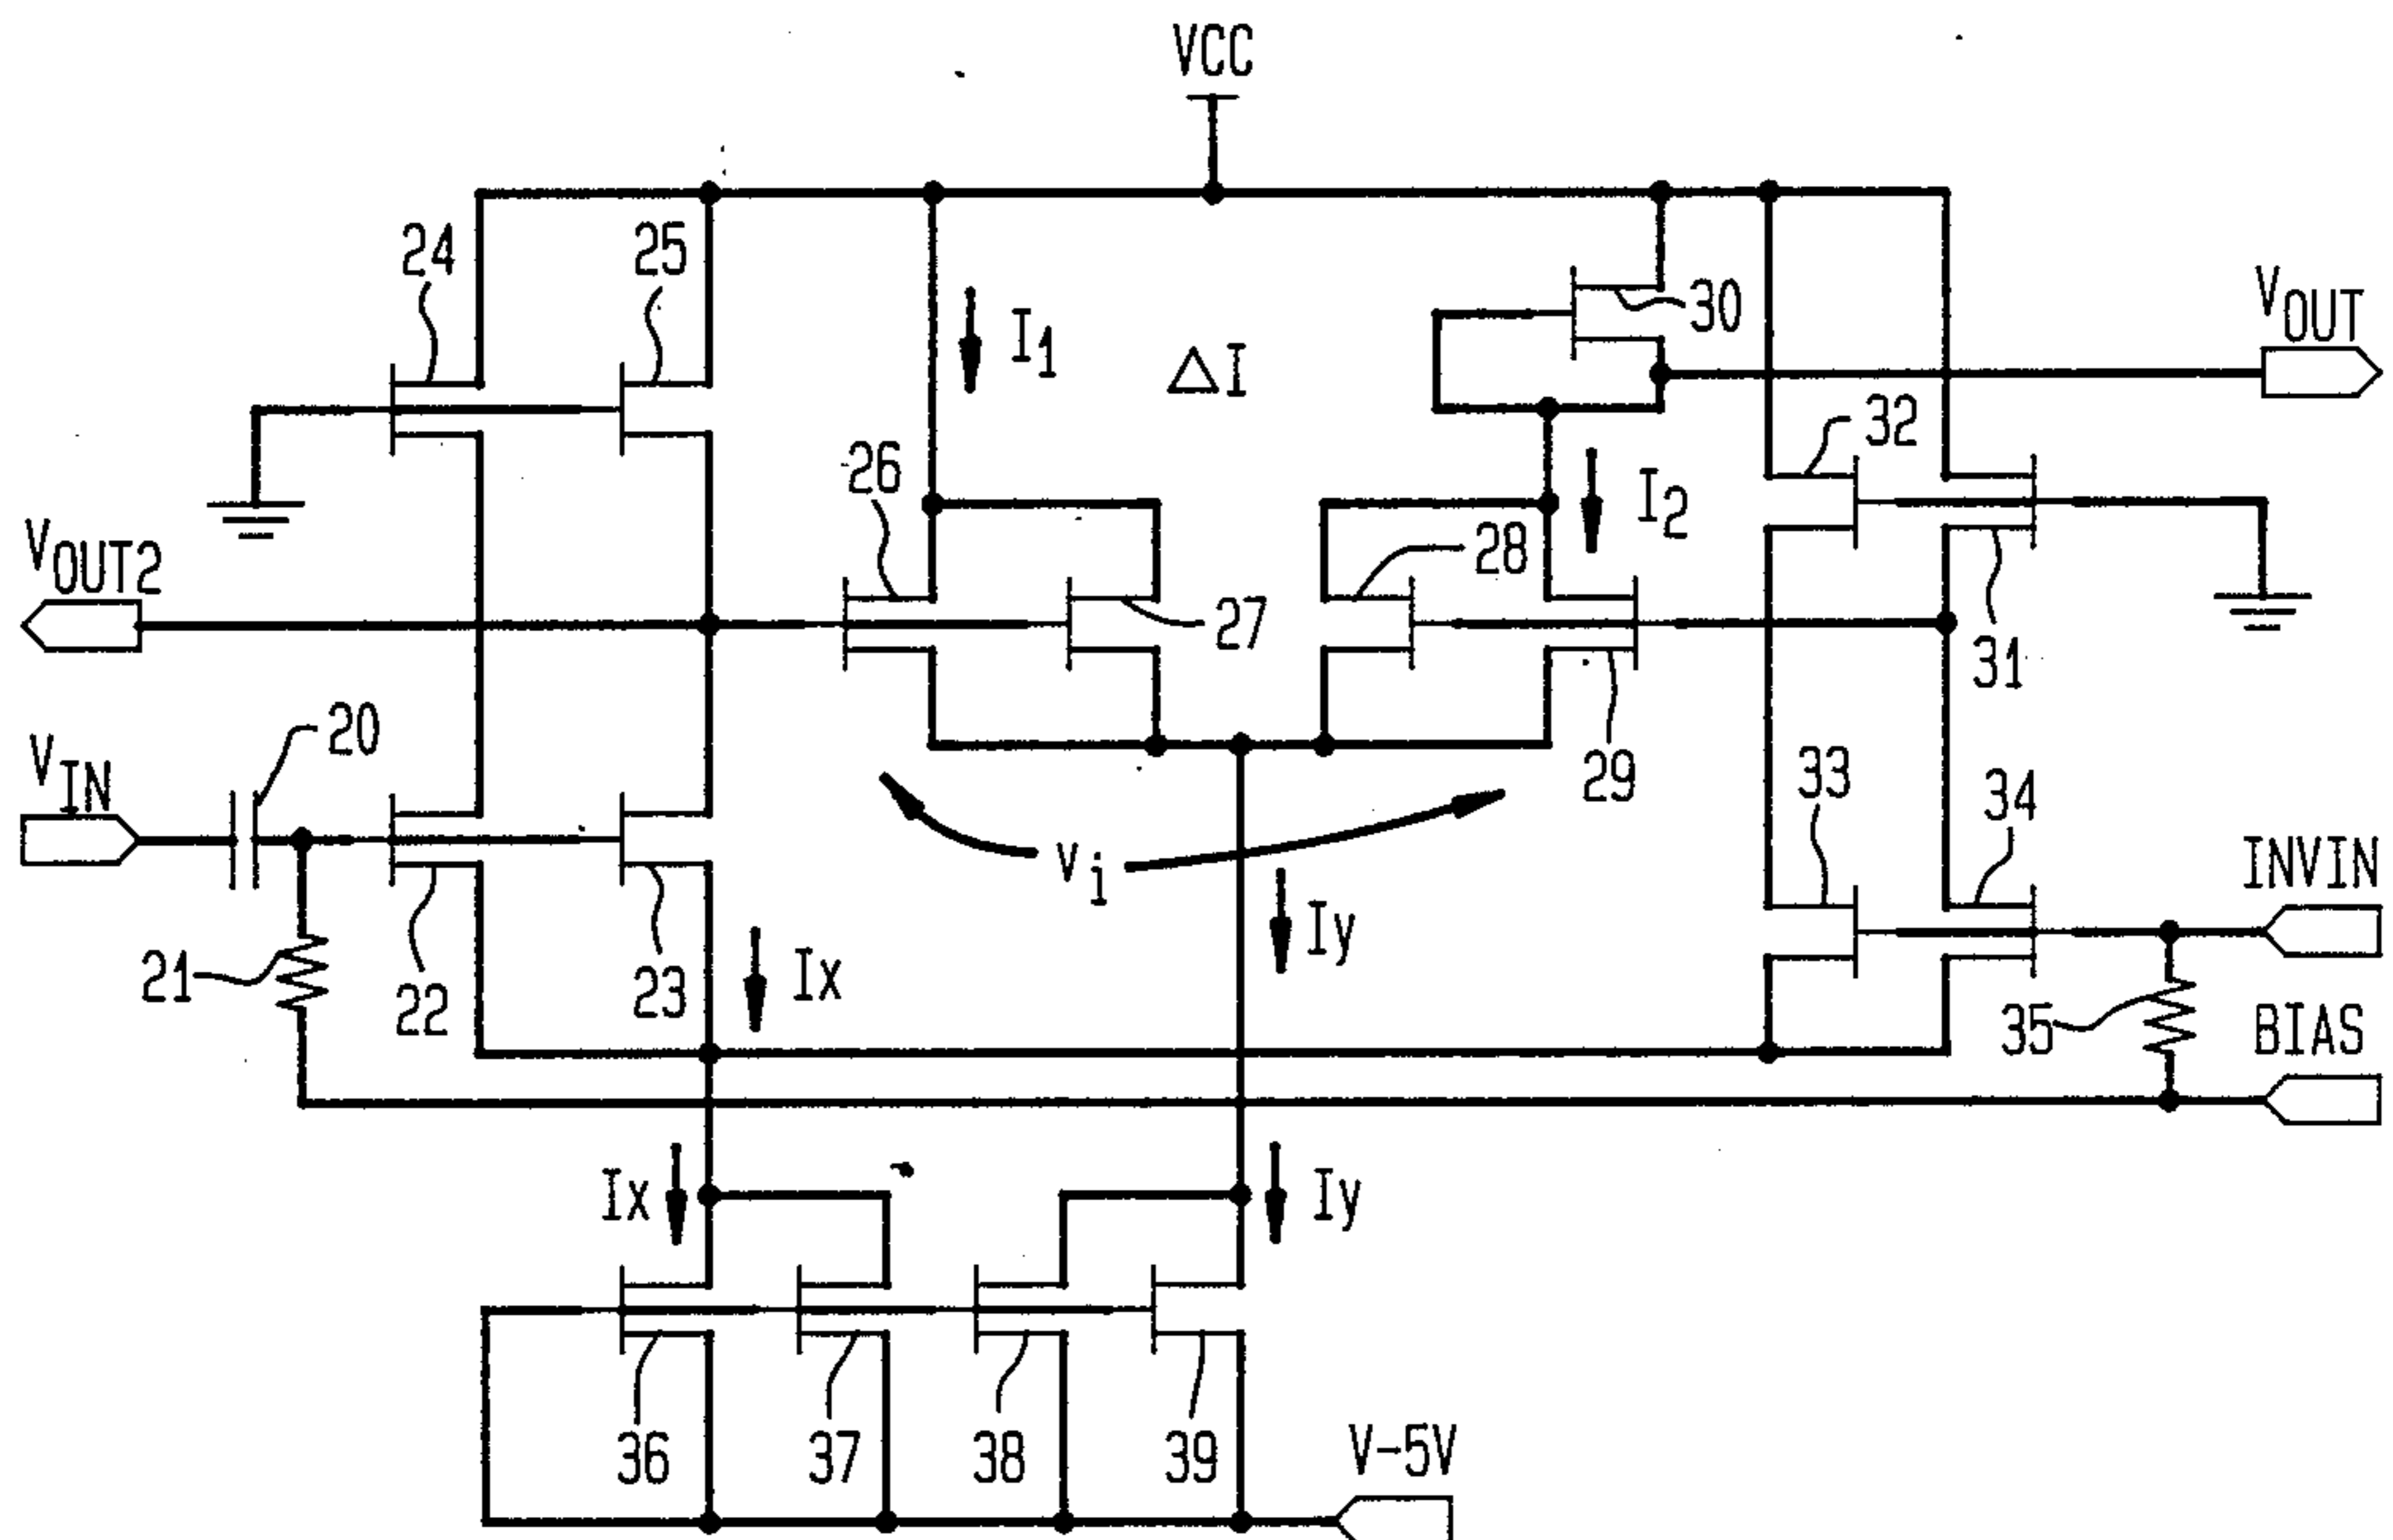 VCC
24
25
I1
ΔI
30
VOUT
32
26
I2
28
VOUT2
27
31
20
VIN
29
33
34
vi
INVIN
Iy
21
22
23
Ix
35
BIAS
Ix
Iy
36
37
38
39
V-5V